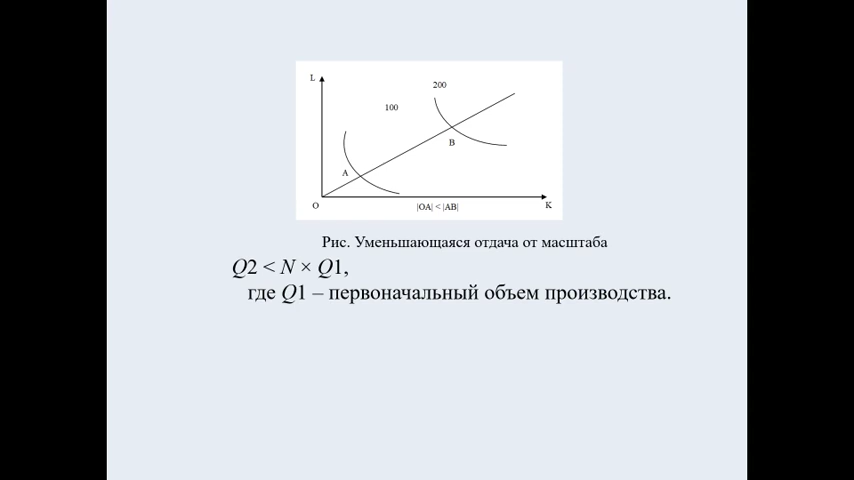 L
200
100
B
A
O
|OA| < |AB|
K
Рис. Уменьшающаяся отдача от масштаба
Q2 < N × Q1,
где Q1 – первоначальный объем производства.